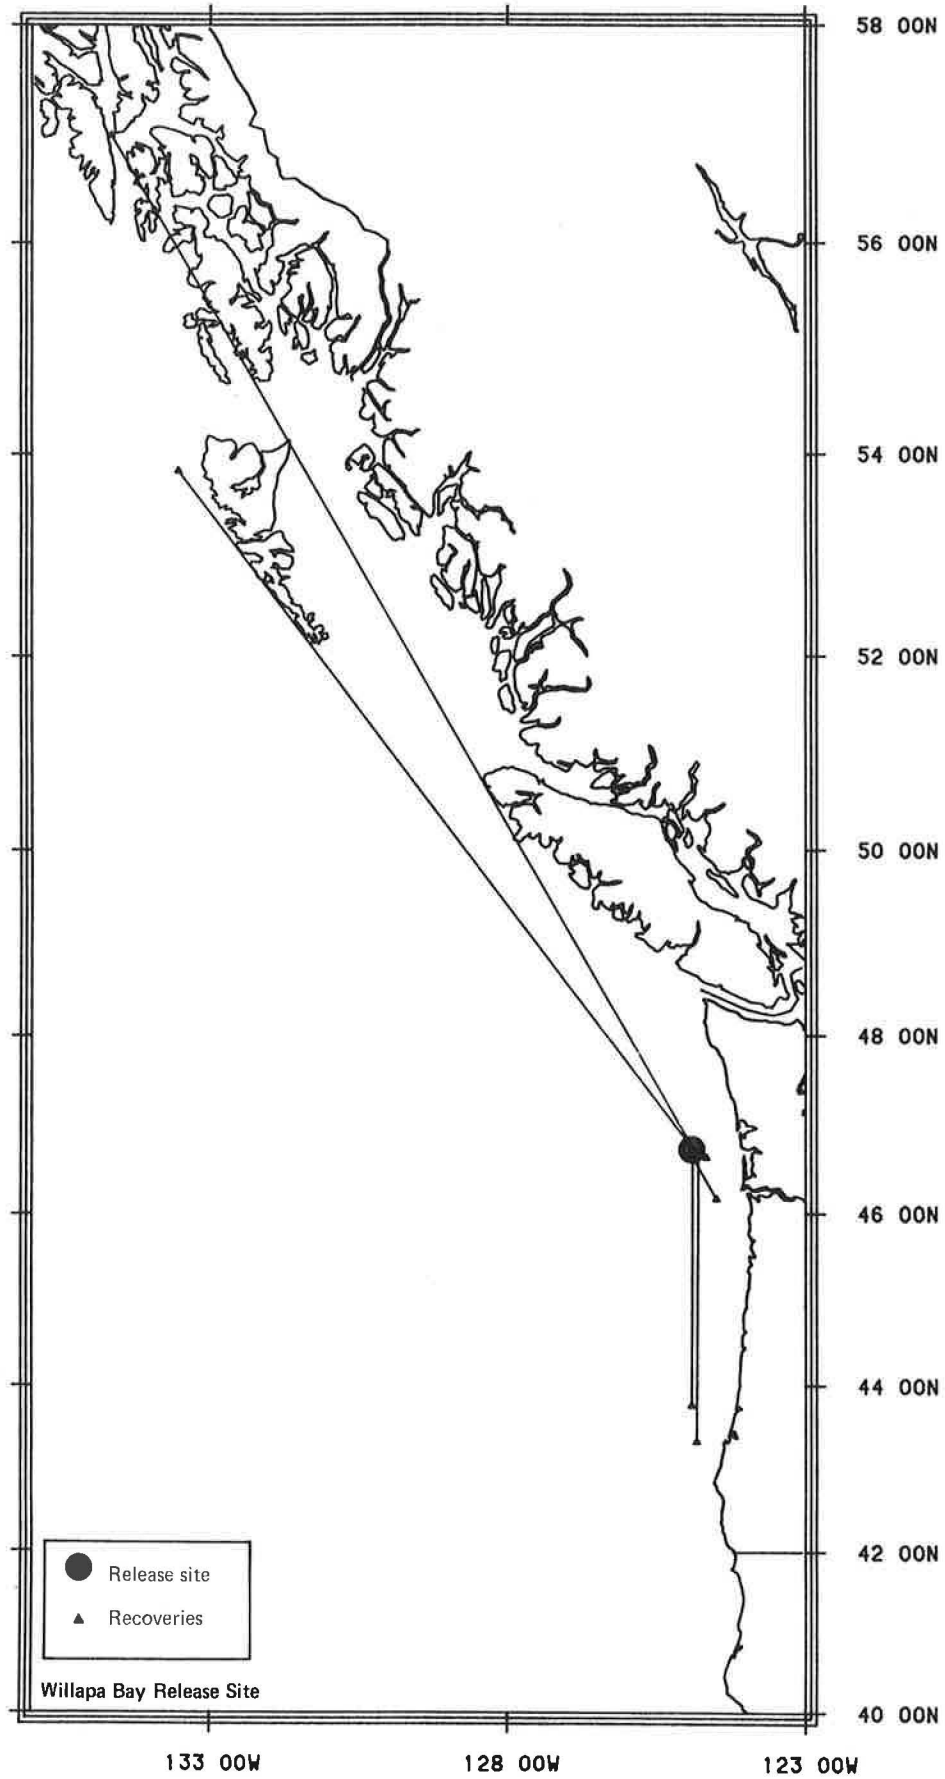 58 00N
56 00N
54 00N
52 00N
50 00N
48 00N
46 00N
44 00N
42 00N
Release site
Recoveries
Willapa Bay Release Site
40 00N
133 00W 128 00W 123 00W